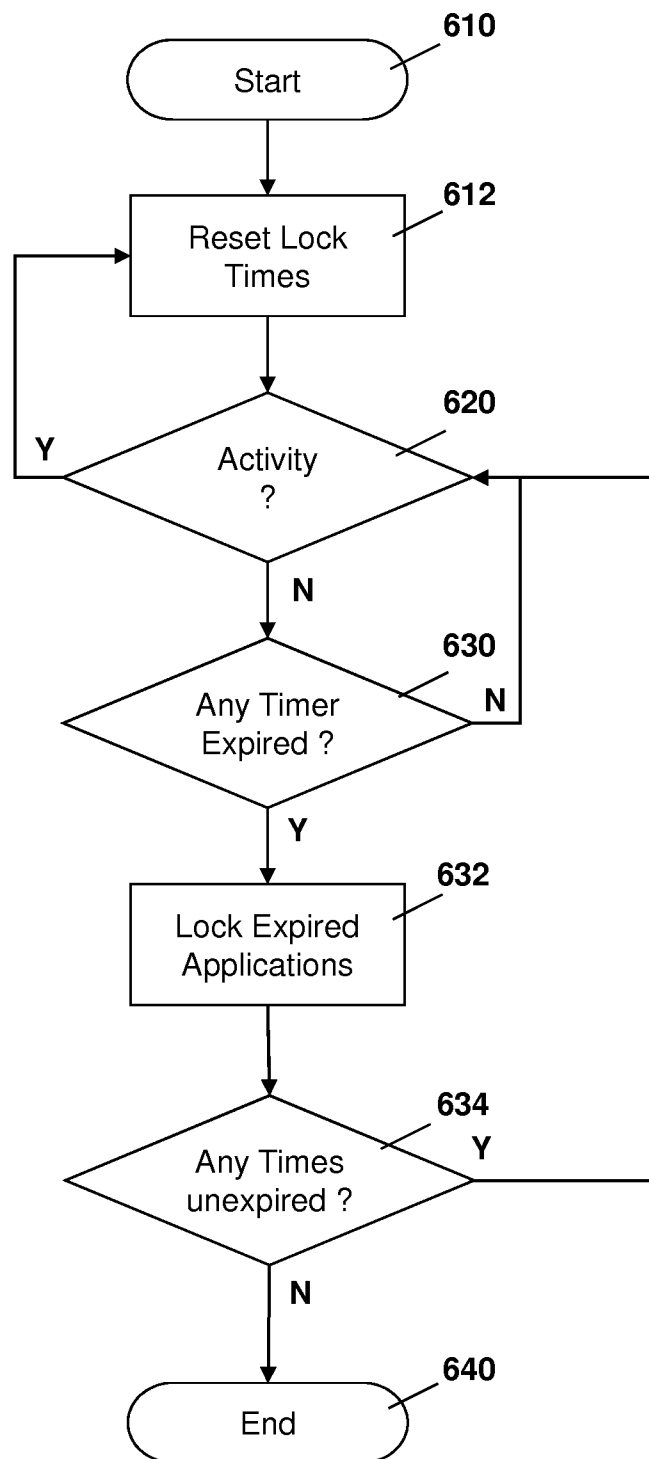 610
Start
612
Reset Lock
Times
620
Y
Activity
?
N
630
Any Timer
Expired ?
N
Y
632
Lock Expired
Applications
634
Any Times
unexpired ?
Y
N
640
End